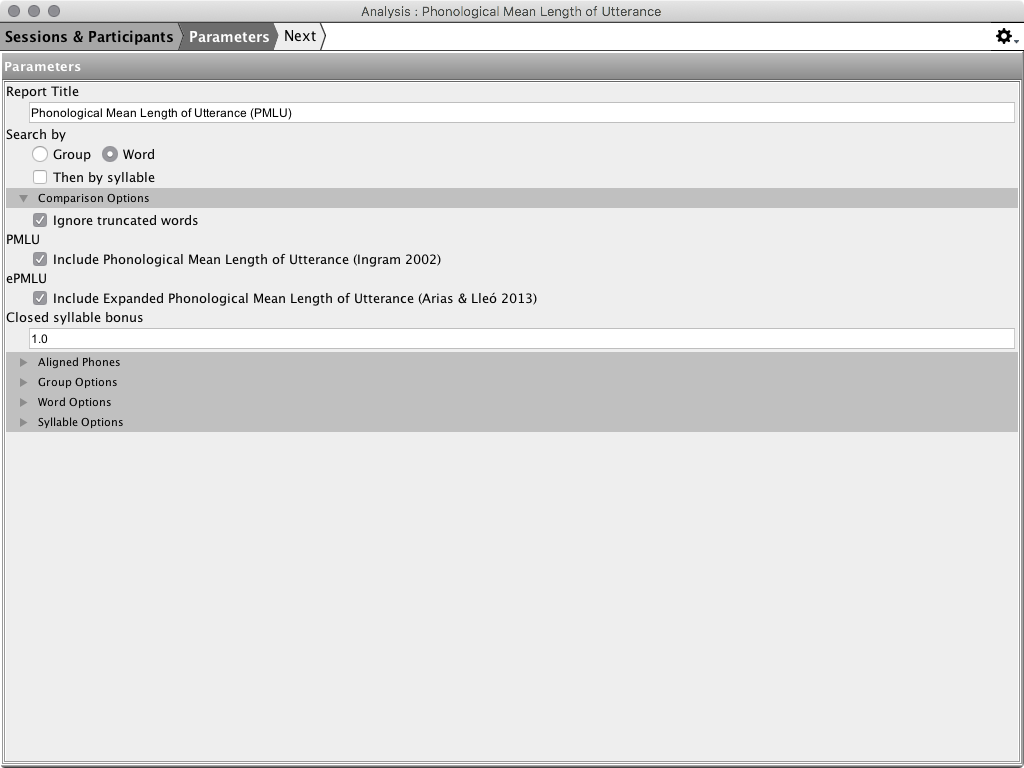 Analysis : Phonological Mean Length of Utterance
Sessions & Participants Parameters Next
Parameters
Report Title
Phonological Mean Length of Utterance (PMLU)
Search by
Group Word
Then by syllable
Comparison Options
Ignore truncated words
PMLU
Include Phonological Mean Length of Utterance (Ingram 2002)
ePMLU
Include Expanded Phonological Mean Length of Utterance (Arias & Lleó 2013)
Closed syllable bonus
1.0
Aligned Phones
Group Options
Word Options
Syllable Options